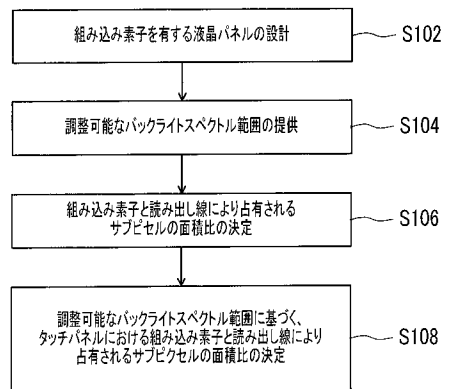 組み込み素子を有する液晶パネルの設計
S102
調整可能なバックライトスペクトル範囲の提供
S104
組み込み素子と読み出し線により占有される
サブピセルの面積比の決定
S106
調整可能なバックライトスペクトル範囲に基づく、
タッチパネルにおける組み込み素子と読み出し線により
占有されるサブピクセルの面積比の決定
S108